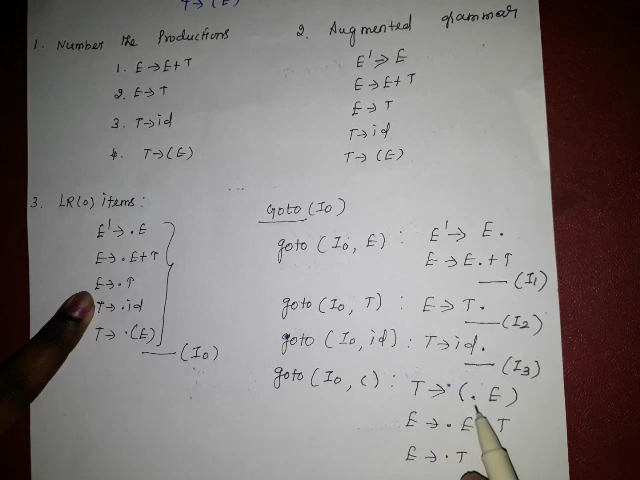 T→(E)
1. Number the Productions
1. E→E+T
2. E→T
3. T→id
4. T→(E)
2. Augmented grammar
E'→E
E→E+T
E→T
T→id
T→(E)
3. LR(0) items:
E'→.E
E→.E+T
E→.T
T→.id
T→.(E)
—(I0)
Goto (I0)
goto (I0, E) : E'→ E.
E→E.+T
—(I1)
goto (I0, T) : E→T.
—(I2)
goto (I0, id) : T→id.
—(I3)
goto (I0, () : T→(.E)
E→.E T
E→.T